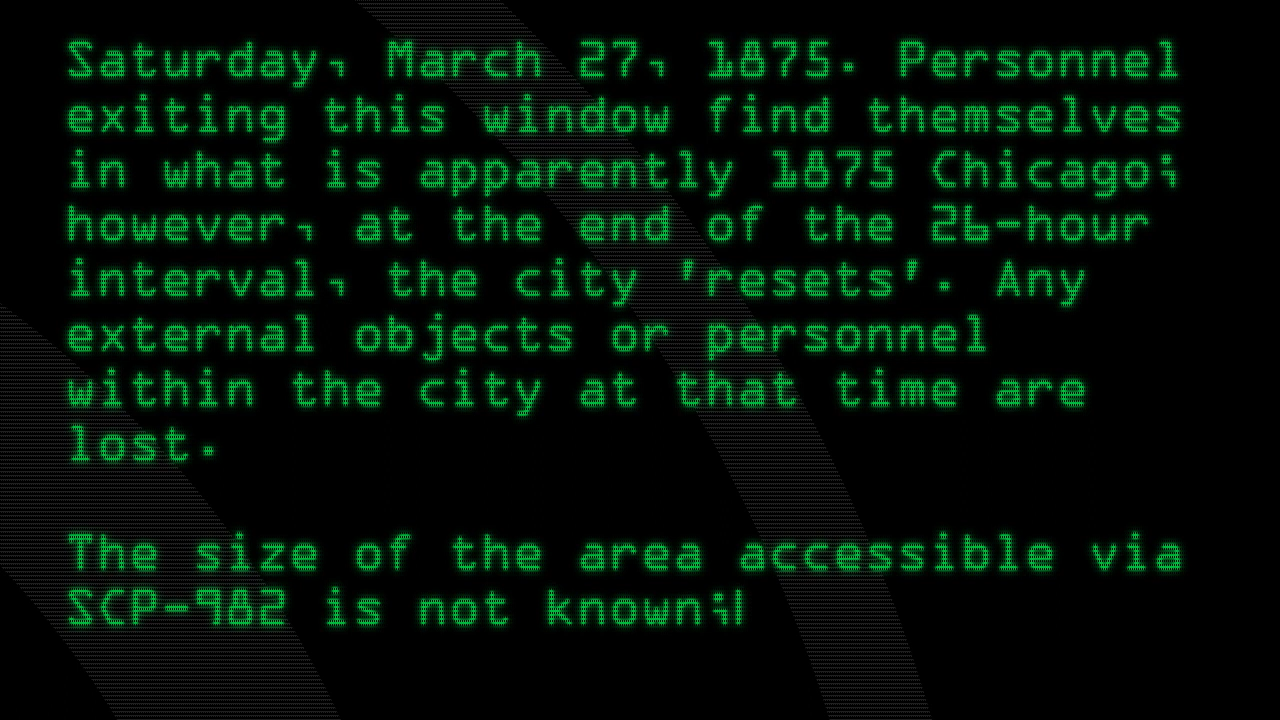 Saturday, March 27, 1875. Personnel
exiting this window find themselves
in what is apparently 1875 Chicago;
however, at the end of the 26-hour
interval, the city 'resets'. Any
external objects or personnel
within the city at that time are
lost.
The size of the area accessible via
SCP-982 is not known;